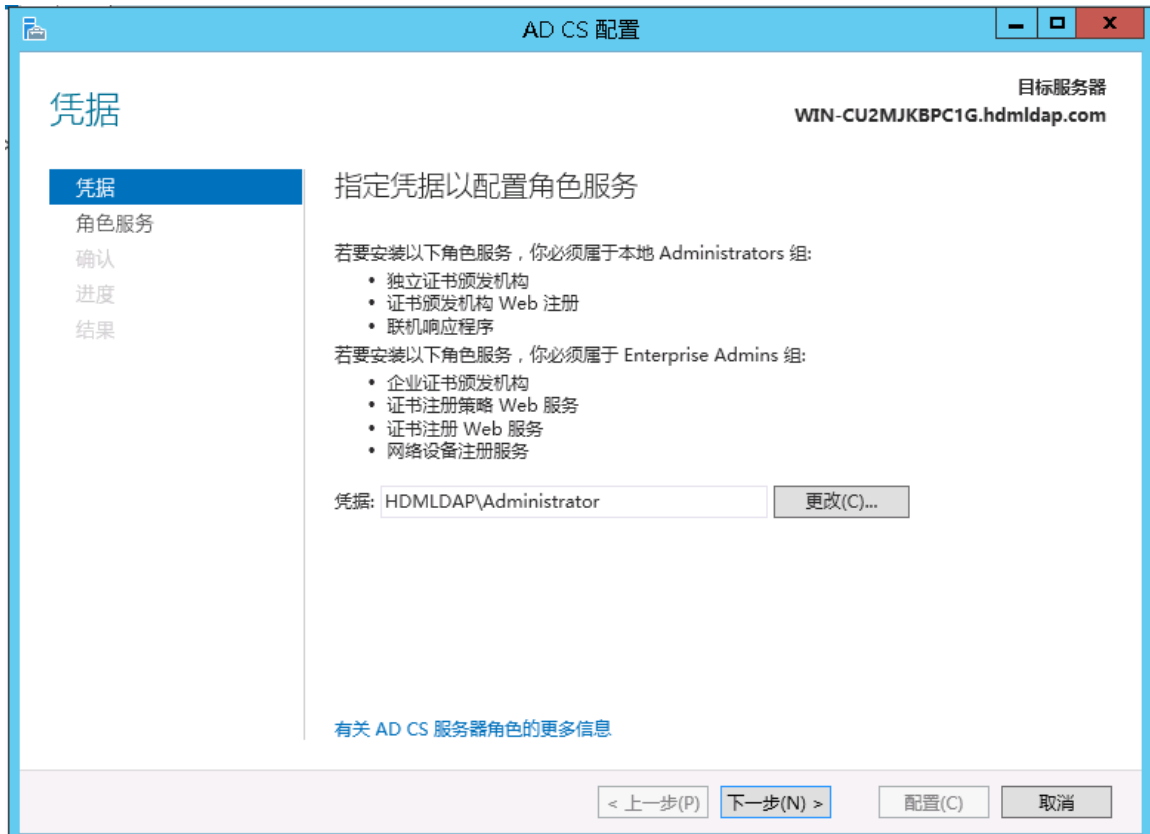 AD CS 配置
凭据
目标服务器
WIN-CU2MJKBPC1G.hdmldap.com
凭据
角色服务
确认
进度
结果
指定凭据以配置角色服务
若要安装以下角色服务，你必须属于本地 Administrators 组:
• 独立证书颁发机构
• 证书颁发机构 Web 注册
• 联机响应程序
若要安装以下角色服务，你必须属于 Enterprise Admins 组:
• 企业证书颁发机构
• 证书注册策略 Web 服务
• 证书注册 Web 服务
• 网络设备注册服务
凭据: HDMLDAP\Administrator 更改(C)...
有关 AD CS 服务器角色的更多信息
< 上一步(P) 下一步(N) > 配置(C) 取消